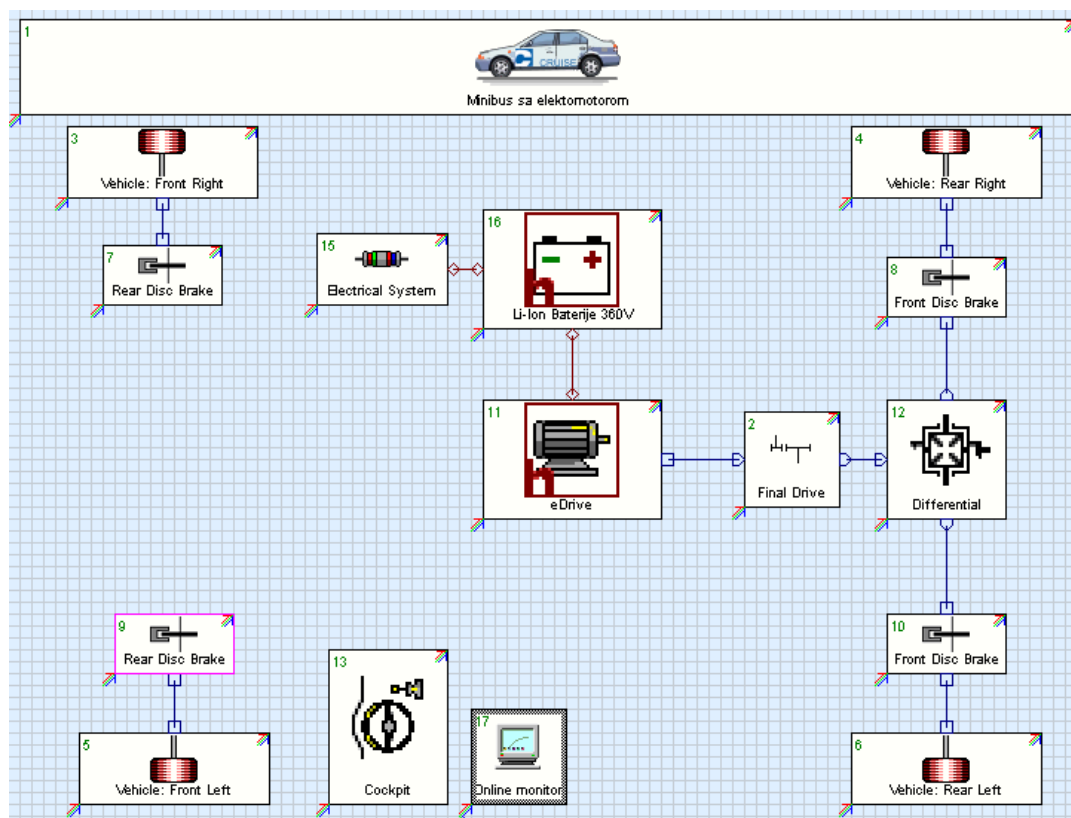 1
C CRUISE
Minibus sa elektomotorom
3
Vehicle: Front Right
4
Vehicle: Rear Right
7
Rear Disc Brake
15
Electrical System
16
Li-Ion Baterije 360V
8
Front Disc Brake
11
eDrive
2
Final Drive
12
Differential
9
Rear Disc Brake
13
Cockpit
17
Online monitor
10
Front Disc Brake
5
Vehicle: Front Left
6
Vehicle: Rear Left